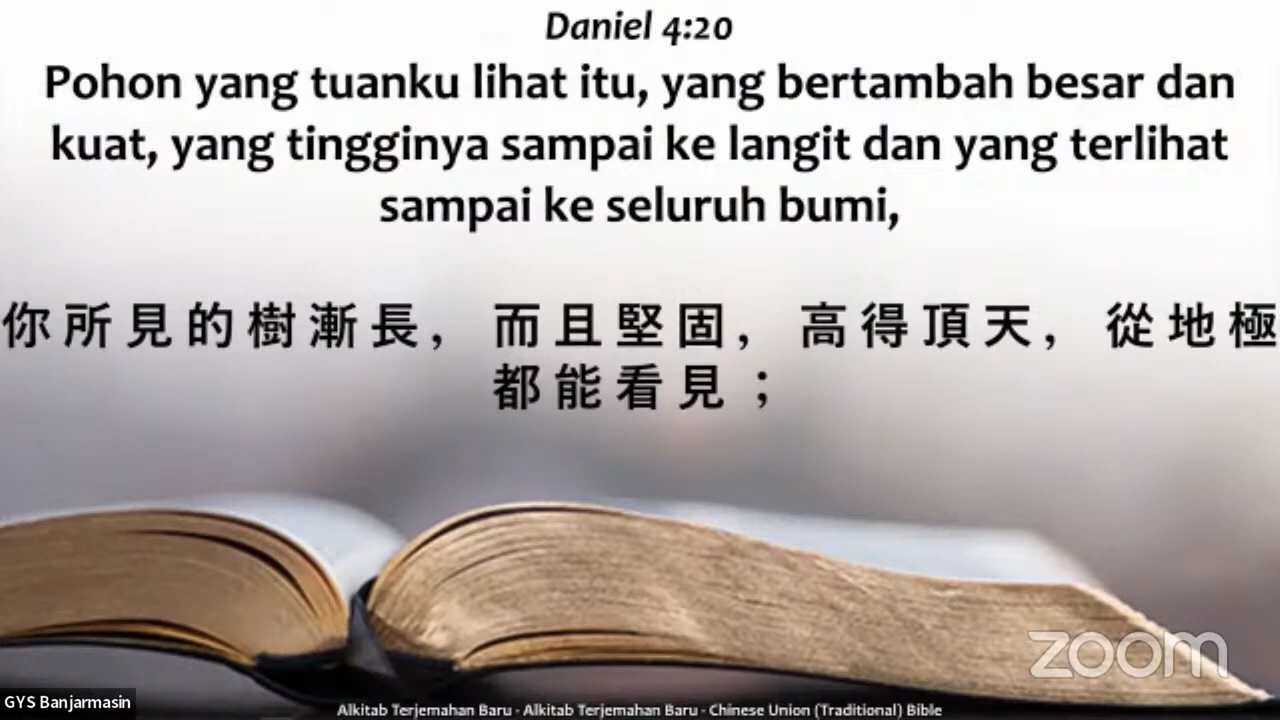 Daniel 4:20
Pohon yang tuanku lihat itu, yang bertambah besar dan
kuat, yang tingginya sampai ke langit dan yang terlihat
sampai ke seluruh bumi,
你所見的樹漸長，而且堅固，高得頂天，從地極
都能看見；
zoom
GYS Banjarmasin
Alkitab Terjemahan Baru - Alkitab Terjemahan Baru - Chinese Union (Traditional) Bible